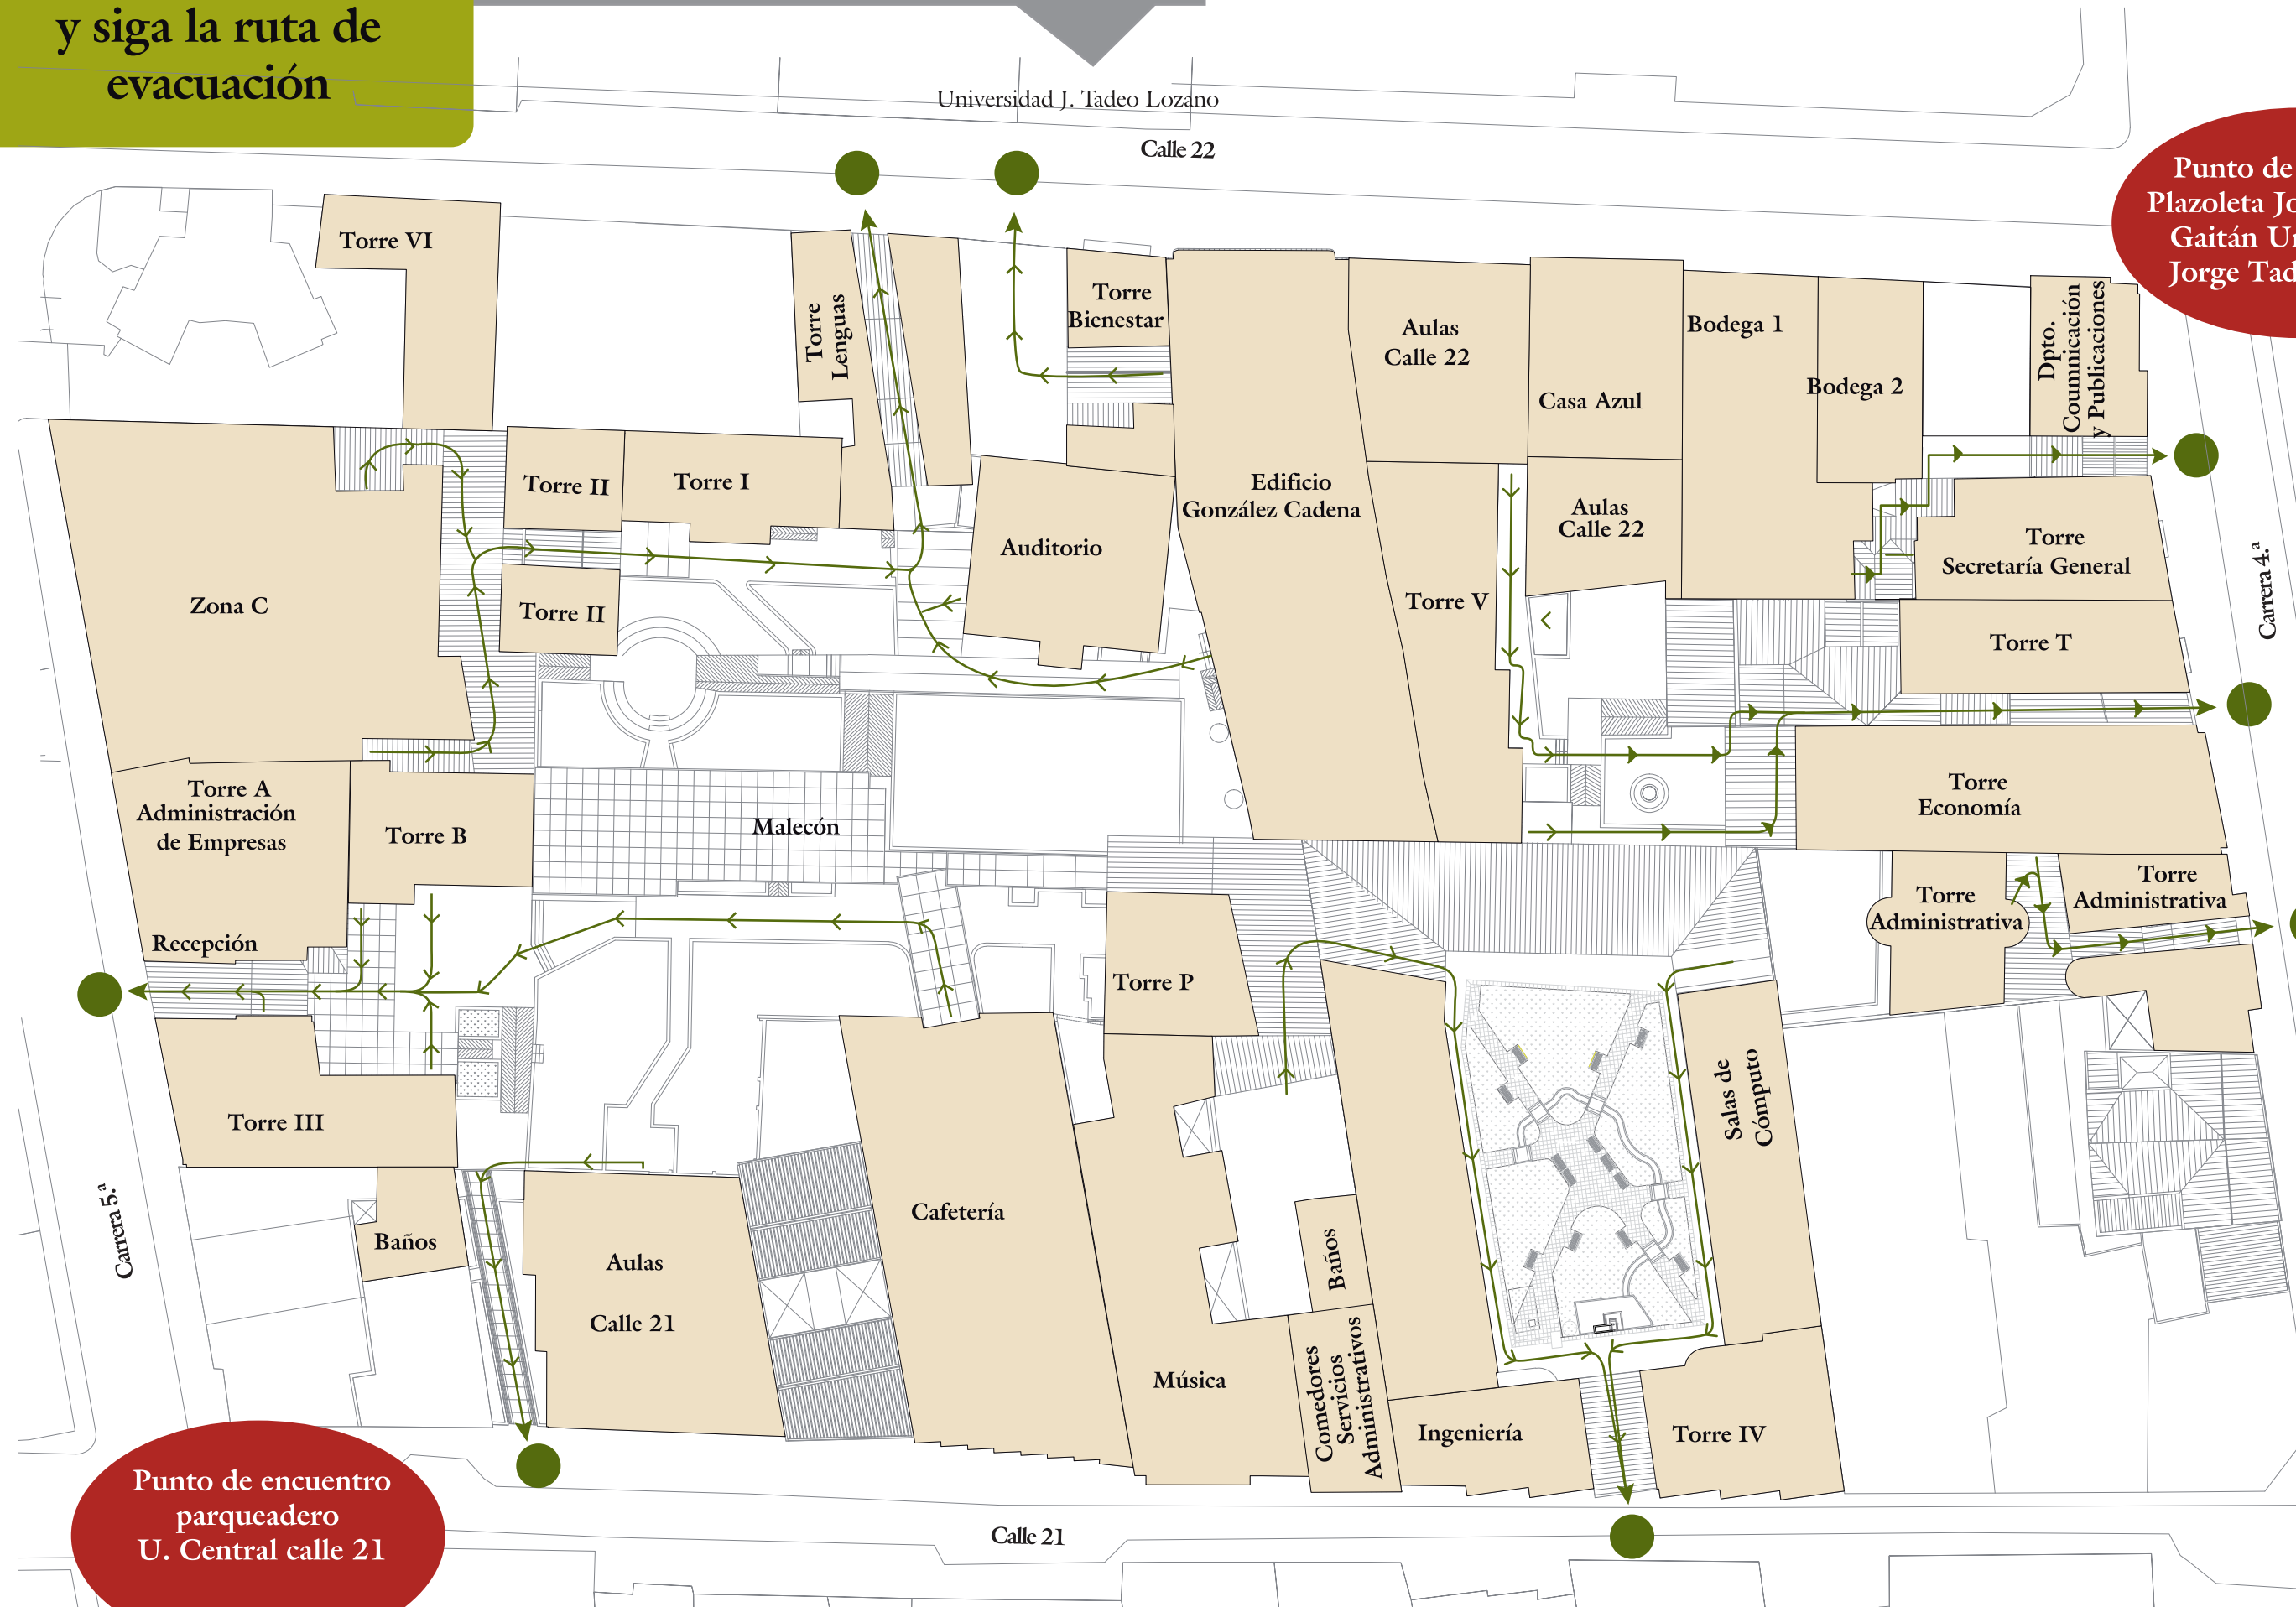 y siga la ruta de
evacuación
Universidad J. Tadeo Lozano
Calle 22
Punto de
Plazoleta
Gaitán
Jorge
Torre VI
Torre
Lenguas
Torre
Bienestar
Aulas
Calle 22
Casa Azul
Bodega 1
Bodega 2
Dpto.
Coumunicación
y Publicaciones
Torre II
Torre I
Auditorio
Edificio
González Cadena
Aulas
Calle 22
Torre
Secretaría General
Carrera 4.ª
Zona C
Torre II
Torre V
Torre T
Torre A
Administración
de Empresas
Torre B
Malecón
Torre
Economía
Recepción
Torre P
Torre
Administrativa
Torre
Administrativa
Torre III
Salas de
Cómputo
Carrera 5.ª
Baños
Aulas
Calle 21
Cafetería
Baños
Música
Comedores
Servicios
Administrativos
Ingeniería
Torre IV
Punto de encuentro
parqueadero
U. Central calle 21
Calle 21